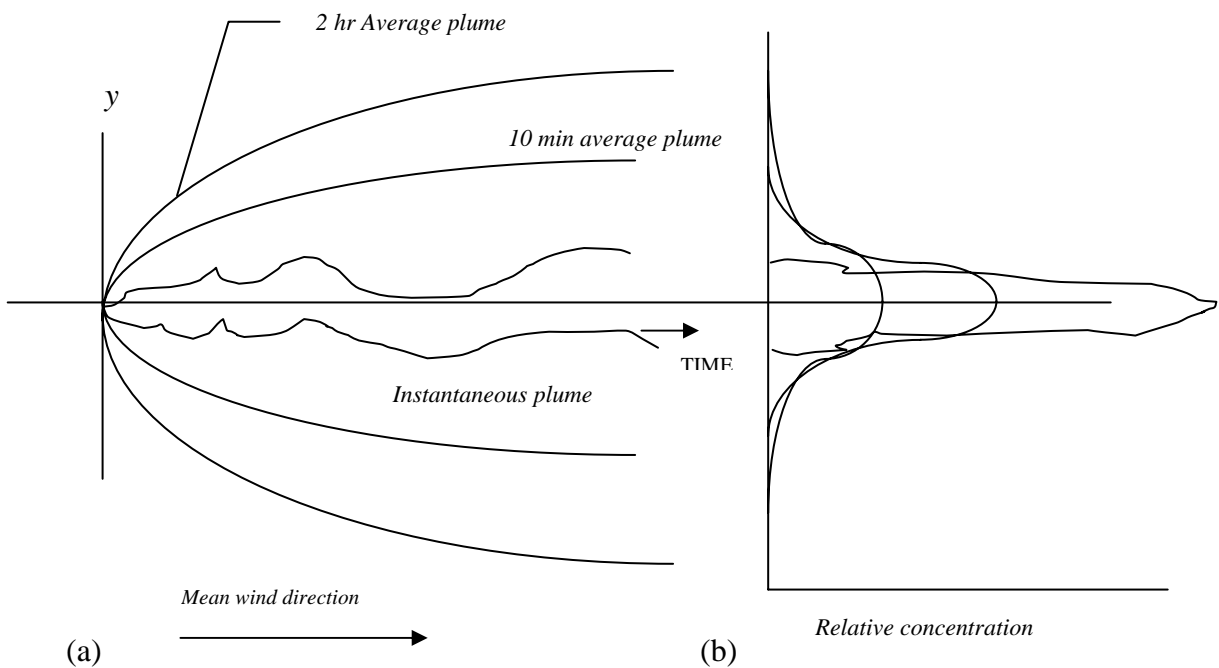 2 hr Average plume
y
10 min average plume
TIME
Instantaneous plume
Mean wind direction
Relative concentration
(a)
(b)